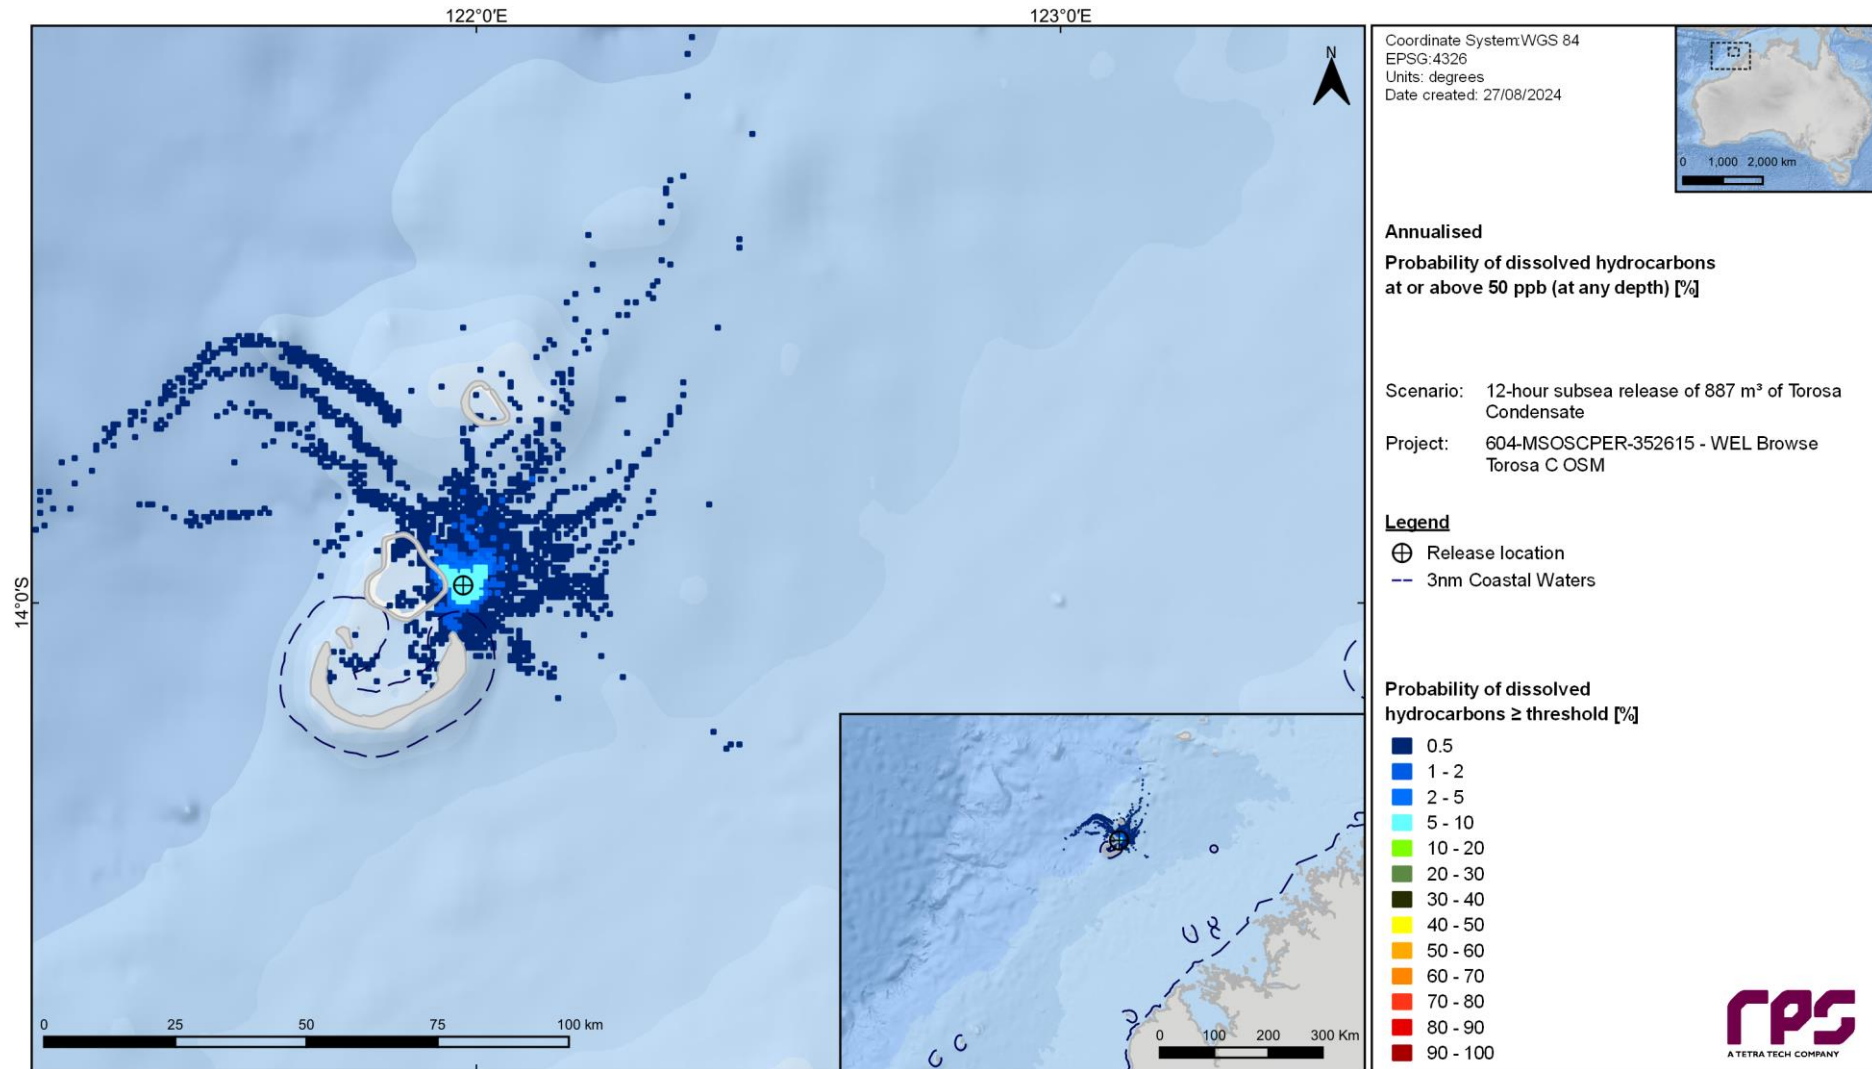 122°0'E
123°0'E
14°0'S
N
0 25 50 75 100 km
0 100 200 300 Km
Coordinate System:WGS 84
EPSG:4326
Units: degrees
Date created: 27/08/2024
0 1,000 2,000 km
Annualised
Probability of dissolved hydrocarbons
at or above 50 ppb (at any depth) [%]
Scenario: 12-hour subsea release of 887 m³ of Torosa
Condensate
Project: 604-MSOSCPER-352615 - WEL Browse
Torosa C OSM
Legend
Release location
3nm Coastal Waters
Probability of dissolved
hydrocarbons ≥ threshold [%]
0.5
1 - 2
2 - 5
5 - 10
10 - 20
20 - 30
30 - 40
40 - 50
50 - 60
60 - 70
70 - 80
80 - 90
90 - 100
rps
A TETRA TECH COMPANY